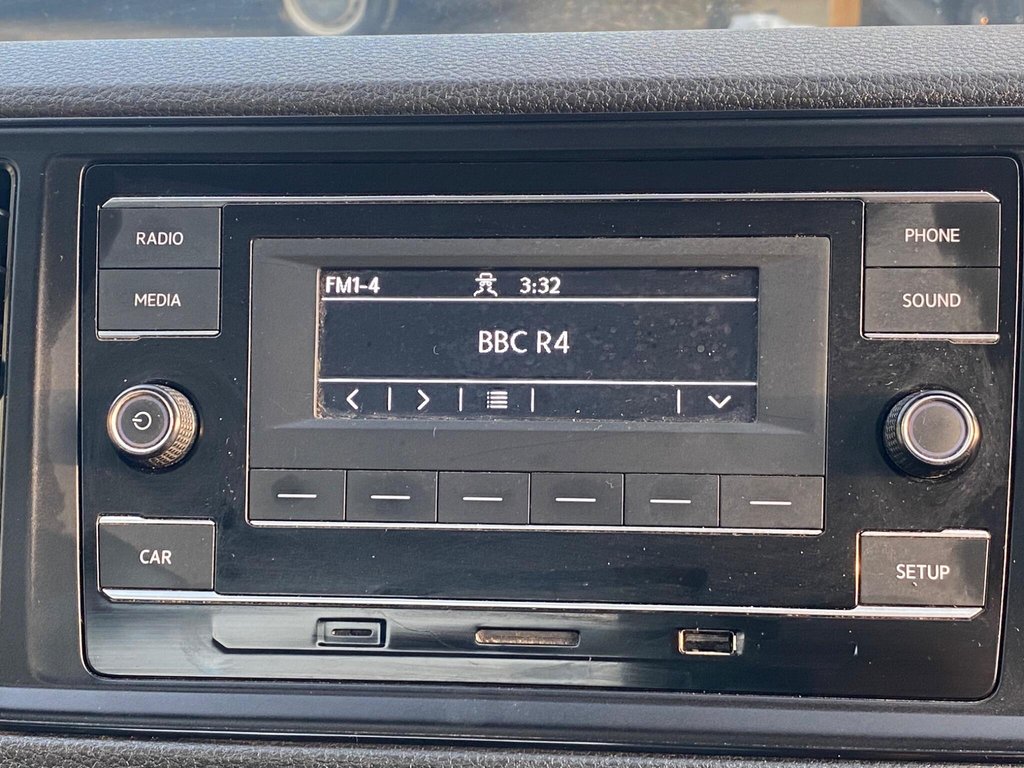 RADIO
PHONE
MEDIA
SOUND
FM1-4 3:32
BBC R4
CAR
SETUP